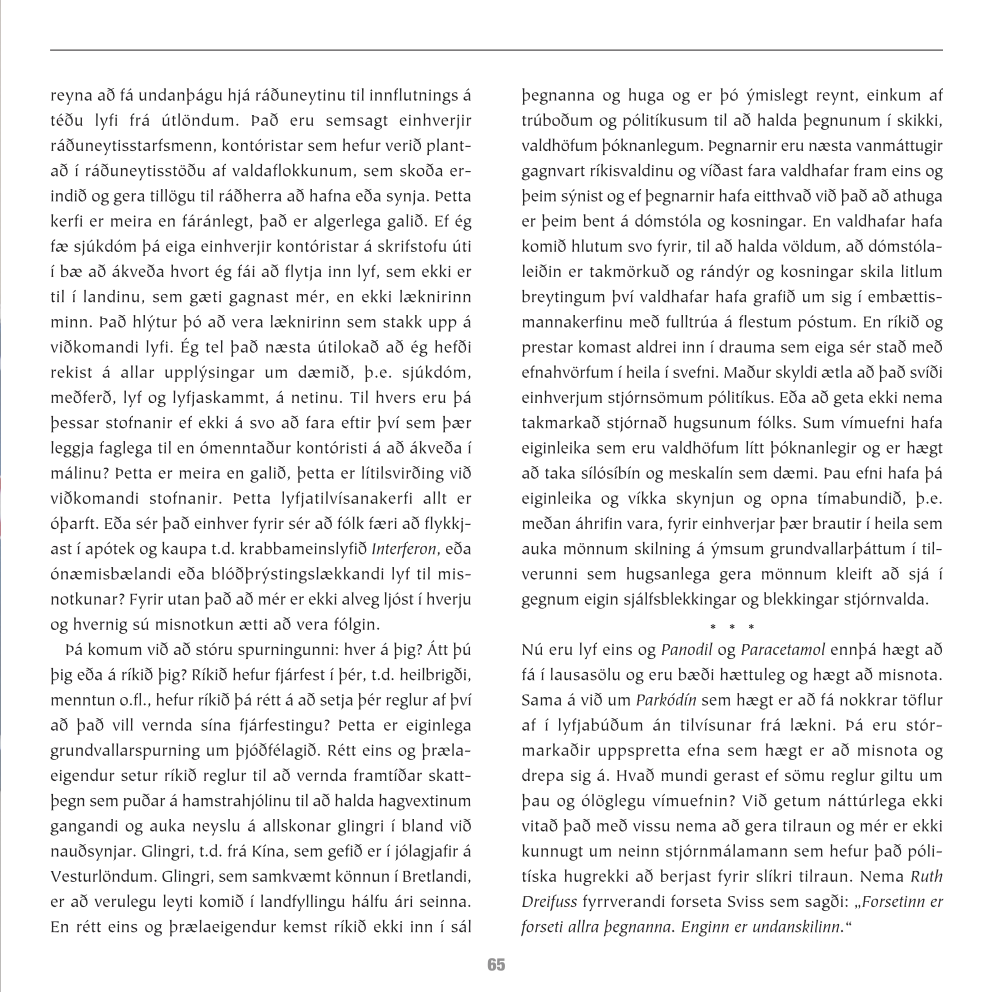 reyna að fá undanþágu hjá ráðuneytinu til innflutnings á
téðu lyfi frá útlöndum. Það eru semsagt einhverjir
ráðuneytisstarfsmenn, kontóristar sem hefur verið plant-
að í ráðuneytisstöðu af valdaflokkunum, sem skoða er-
indið og gera tillögu til ráðherra að hafna eða synja. Þetta
kerfi er meira en fáránlegt, það er algerlega galið. Ef ég
fæ sjúkdóm þá eiga einhverjir kontóristar á skrifstofu úti
í bæ að ákveða hvort ég fái að flytja inn lyf, sem ekki er
til í landinu, sem gæti gagnast mér, en ekki læknirinn
minn. Það hlýtur þó að vera læknirinn sem stakk upp á
viðkomandi lyfi. Ég tel það næsta útilokað að ég hefði
rekist á allar upplýsingar um dæmið, þ.e. sjúkdóm,
meðferð, lyf og lyfjaskammt, á netinu. Til hvers eru þá
þessar stofnanir ef ekki á svo að fara eftir því sem þær
leggja faglega til en ómenntaður kontóristi á að ákveða í
málinu? Þetta er meira en galið, þetta er lítilsvirðing við
viðkomandi stofnanir. Þetta lyfjatilvísanakerfi allt er
óþarft. Eða sér það einhver fyrir sér að fólk færi að flykkj-
ast í apótek og kaupa t.d. krabbameinslyfið Interferon, eða
ónæmisbælandi eða blóðþrýstingslækkandi lyf til mis-
notkunar? Fyrir utan það að mér er ekki alveg ljóst í hverju
og hvernig sú misnotkun ætti að vera fólgin.
Þá komum við að stóru spurningunni: hver á þig? Átt þú
þig eða á ríkið þig? Ríkið hefur fjárfest í þér, t.d. heilbrigði,
menntun o.fl., hefur ríkið þá rétt á að setja þér reglur af því
að það vill vernda sína fjárfestingu? Þetta er eiginlega
grundvallarspurning um þjóðfélagið. Rétt eins og þræla-
eigendur setur ríkið reglur til að vernda framtíðar skatt-
þegn sem puðar á hamstrahjólinu til að halda hagvextinum
gangandi og auka neyslu á allskonar glingri í bland við
nauðsynjar. Glingri, t.d. frá Kína, sem gefið er í jólagjafir á
Vesturlöndum. Glingri, sem samkvæmt könnun í Bretlandi,
er að verulegu leyti komið í landfyllingu hálfu ári seinna.
En rétt eins og þrælaeigendur kemst ríkið ekki inn í sál
þegnanna og huga og er þó ýmislegt reynt, einkum af
trúboðum og pólitíkusum til að halda þegnunum í skikki,
valdhöfum þóknanlegum. Þegnarnir eru næsta vanmáttugir
gagnvart ríkisvaldinu og víðast fara valdhafar fram eins og
þeim sýnist og ef þegnarnir hafa eitthvað við það að athuga
er þeim bent á dómstóla og kosningar. En valdhafar hafa
komið hlutum svo fyrir, til að halda völdum, að dómstóla-
leiðin er takmörkuð og rándýr og kosningar skila litlum
breytingum því valdhafar hafa grafið um sig í embættis-
mannakerfinu með fulltrúa á flestum póstum. En ríkið og
prestar komast aldrei inn í drauma sem eiga sér stað með
efnahvörfum í heila í svefni. Maður skyldi ætla að það svíði
einhverjum stjórnsömum pólitíkus. Eða að geta ekki nema
takmarkað stjórnað hugsunum fólks. Sum vímuefni hafa
eiginleika sem eru valdhöfum lítt þóknanlegir og er hægt
að taka sílósíbín og meskalín sem dæmi. Þau efni hafa þá
eiginleika og víkka skynjun og opna tímabundið, þ.e.
meðan áhrifin vara, fyrir einhverjar þær brautir í heila sem
auka mönnum skilning á ýmsum grundvallarþáttum í til-
verunni sem hugsanlega gera mönnum kleift að sjá í
gegnum eigin sjálfsblekkingar og blekkingar stjórnvalda.
* * *
Nú eru lyf eins og Panodil og Paracetamol ennþá hægt að
fá í lausasölu og eru bæði hættuleg og hægt að misnota.
Sama á við um Parkódín sem hægt er að fá nokkrar töflur
af í lyfjabúðum án tilvísunar frá lækni. Þá eru stór-
markaðir uppspretta efna sem hægt er að misnota og
drepa sig á. Hvað mundi gerast ef sömu reglur giltu um
þau og ólöglegu vímuefnin? Við getum náttúrlega ekki
vitað það með vissu nema að gera tilraun og mér er ekki
kunnugt um neinn stjórnmálamann sem hefur það póli-
tíska hugrekki að berjast fyrir slíkri tilraun. Nema Ruth
Dreifuss fyrrverandi forseta Sviss sem sagði: „Forsetinn er
forseti allra þegnanna. Enginn er undanskilinn.“
65